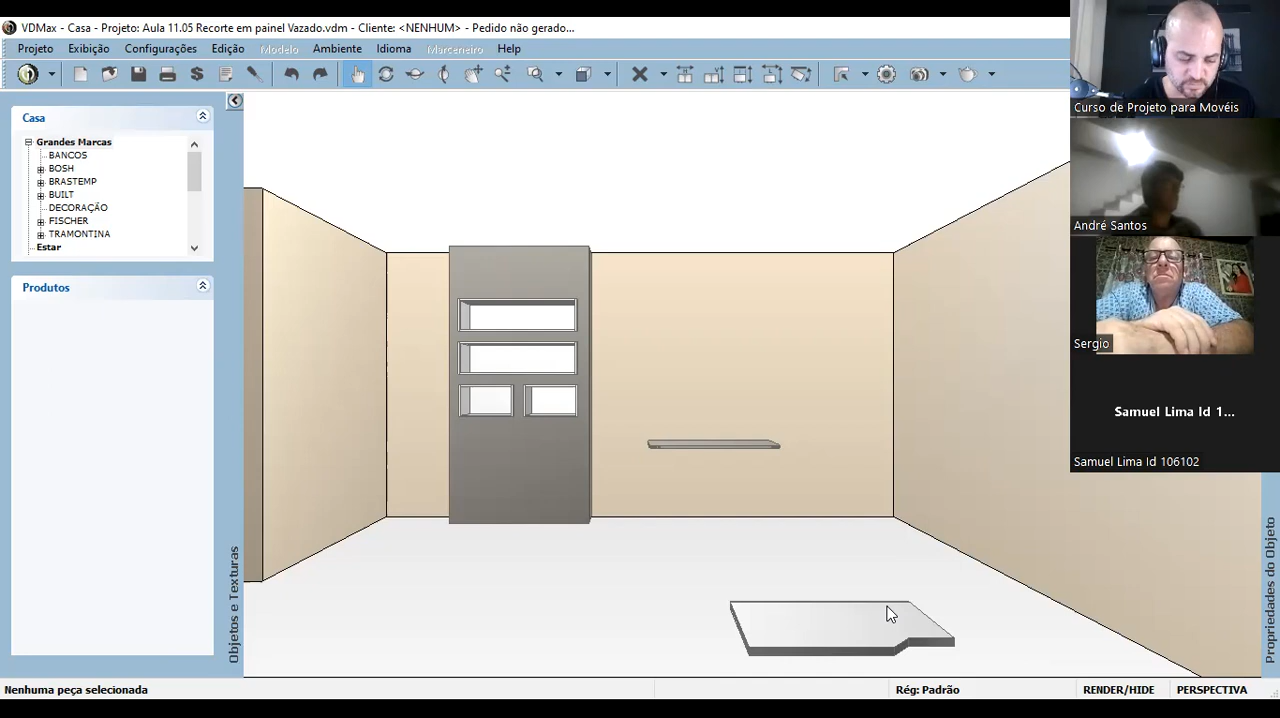 VDMax - Casa - Projeto: Aula 11.05 Recorte em painel Vazado.vdm - Cliente: <NENHUM> - Pedido não gerado...
Projeto Exibição Configurações Edição Modelo Ambiente Idioma Marceneiro Help
Casa
Grandes Marcas
BANCOS
BOSH
BRASTEMP
BUILT
DECORAÇÃO
FISCHER
TRAMONTINA
Estar
Produtos
Objetos e Texturas
Propriedades do Objeto
Curso de Projeto para Movéis
André Santos
Sergio
Samuel Lima Id 1...
Samuel Lima Id 106102
Nenhuma peça selecionada
Rég: Padrão
RENDER/HIDE
PERSPECTIVA